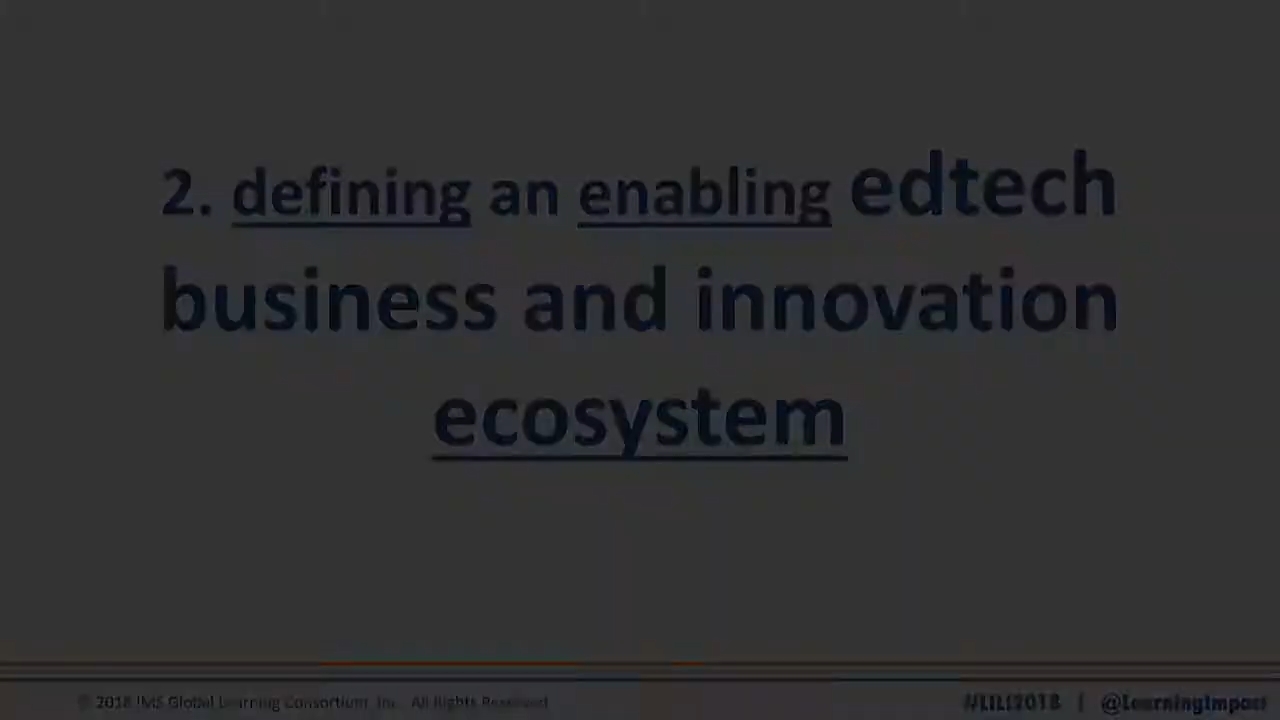 2. defining an enabling edtech
business and innovation
ecosystem
© 2018 IMS Global Learning Consortium, Inc. All Rights Reserved
#LILI2018 | @LearningImpact